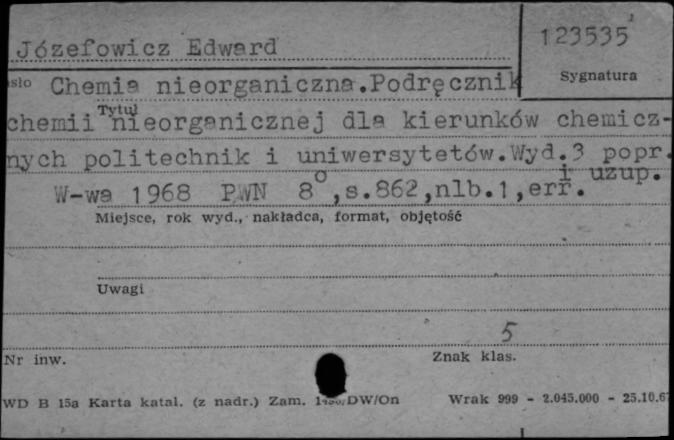 Józefowicz Edward
123535
Sygnatura
Chemia nieorganiczna.Podręcznik
Tytuł
chemii nieorganicznej dla kierunków chemicz-
nych politechnik i uniwersytetów.Wyd.3 popr.
i uzup.
W-wa 1968 PWN 8°,s.862,nlb.1,err.
Miejsce, rok wyd., nakładca, format, objętość
Uwagi
5
Nr inw.
Znak klas.
WD B 15a Karta katal. (z nadr.) Zam. DW/On
Wrak 999 - 2.045.000 - 25.10.6